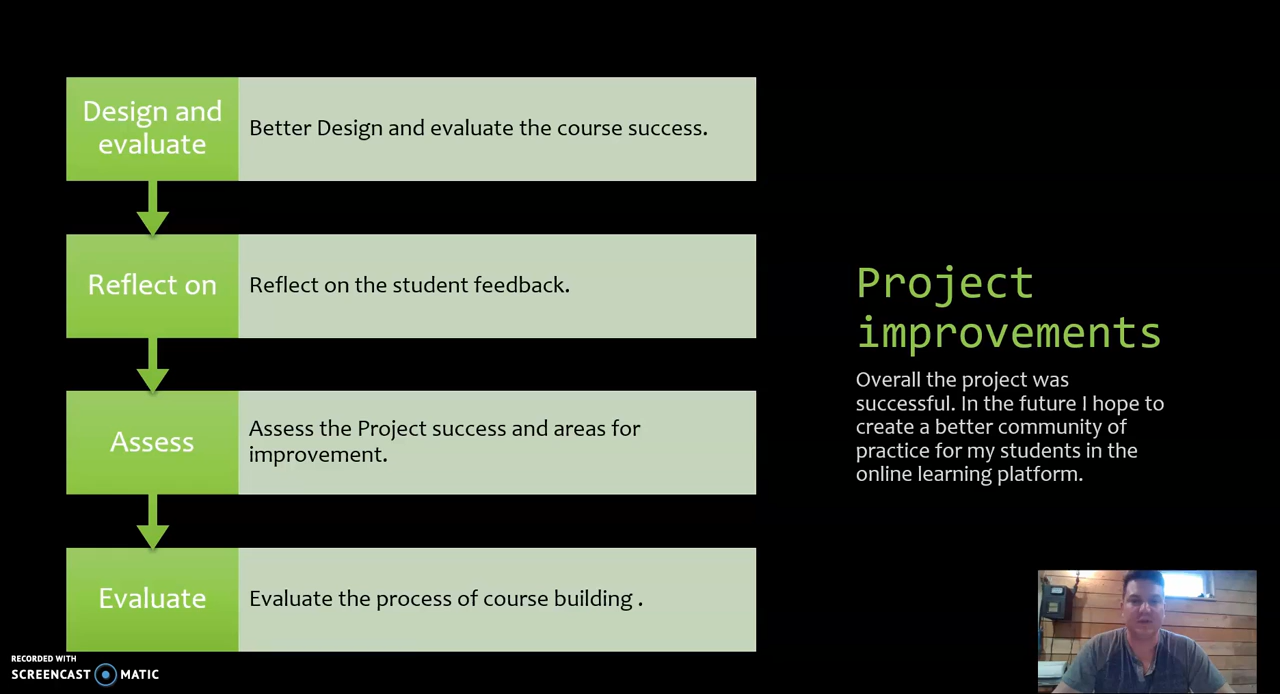 Design and
evaluate
Better Design and evaluate the course success.
Reflect on
Reflect on the student feedback.
Assess
Assess the Project success and areas for
improvement.
Evaluate
Evaluate the process of course building .
Project
improvements
Overall the project was
successful. In the future I hope to
create a better community of
practice for my students in the
online learning platform.
RECORDED WITH
SCREENCAST MATIC